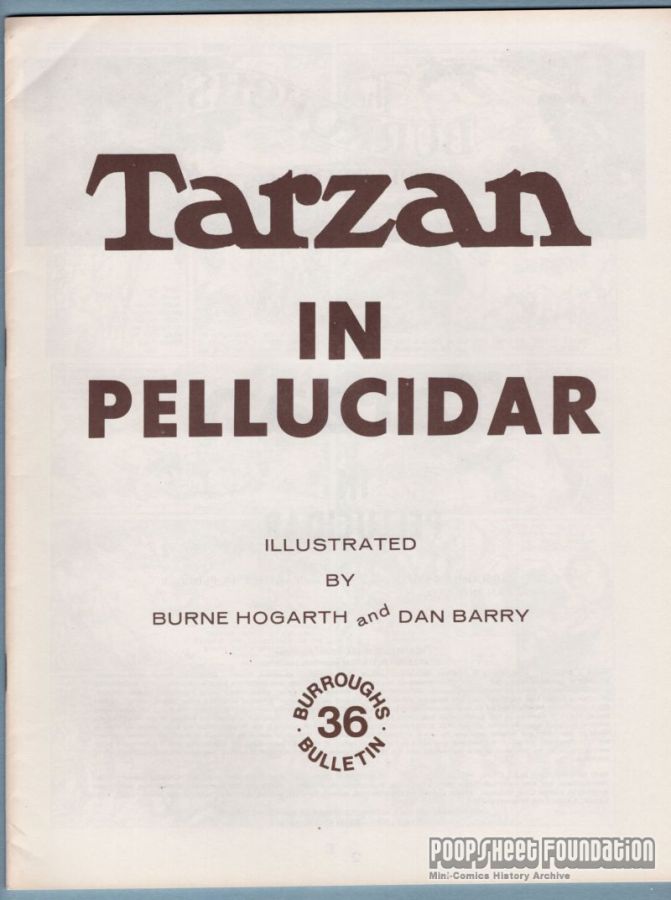 Tarzan
IN
PELLUCIDAR
ILLUSTRATED
BY
BURNE HOGARTH and DAN BARRY
BURROUGHS
36
· BULLETIN ·
POOPSHEET FOUNDATION
Mini-Comics History Archive